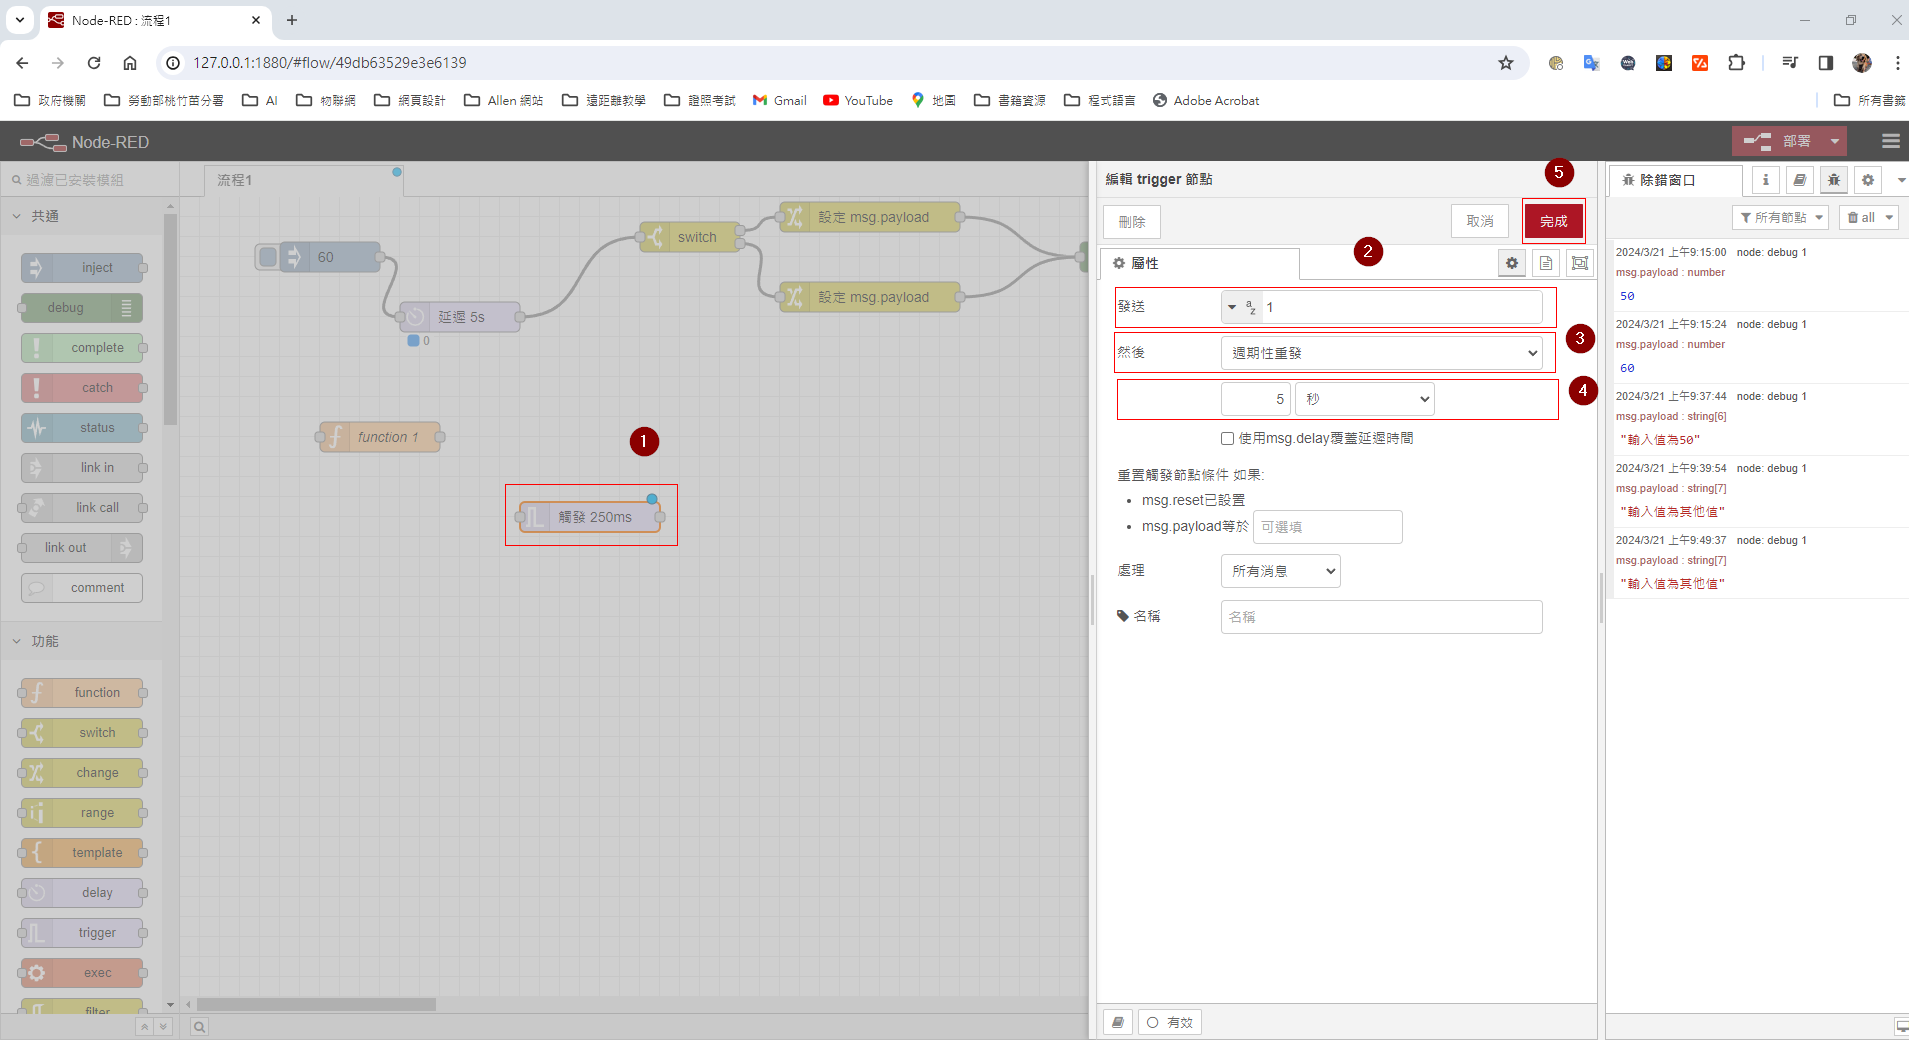 Node-RED : 流程1
127.0.0.1:1880/#flow/49db63529e3e6139
政府機關
勞動部桃竹苗分署
AI
物聯網
網頁設計
Allen 網站
遠距離教學
證照考試
Gmail
YouTube
地圖
書籍資源
程式語言
Adobe Acrobat
所有書籤
Node-RED
部署
過濾已安裝模組
共通
inject
debug
complete
catch
status
link in
link call
link out
comment
功能
function
switch
change
range
template
delay
trigger
exec
filter
流程1
60
延遲 5s
0
switch
設定 msg.payload
設定 msg.payload
function 1
1
觸發 250ms
編輯 trigger 節點
5
刪除
取消
完成
2
屬性
發送
a
z
1
3
然後
週期性重發
4
5
秒
使用msg.delay覆蓋延遲時間
重置觸發節點條件 如果:
msg.reset已設置
msg.payload等於
可選填
處理
所有消息
名稱
名稱
有效
除錯窗口
i
所有節點
all
2024/3/21 上午9:15:00 node: debug 1
msg.payload : number
50
2024/3/21 上午9:15:24 node: debug 1
msg.payload : number
60
2024/3/21 上午9:37:44 node: debug 1
msg.payload : string[6]
"輸入值為50"
2024/3/21 上午9:39:54 node: debug 1
msg.payload : string[7]
"輸入值為其他值"
2024/3/21 上午9:49:37 node: debug 1
msg.payload : string[7]
"輸入值為其他值"